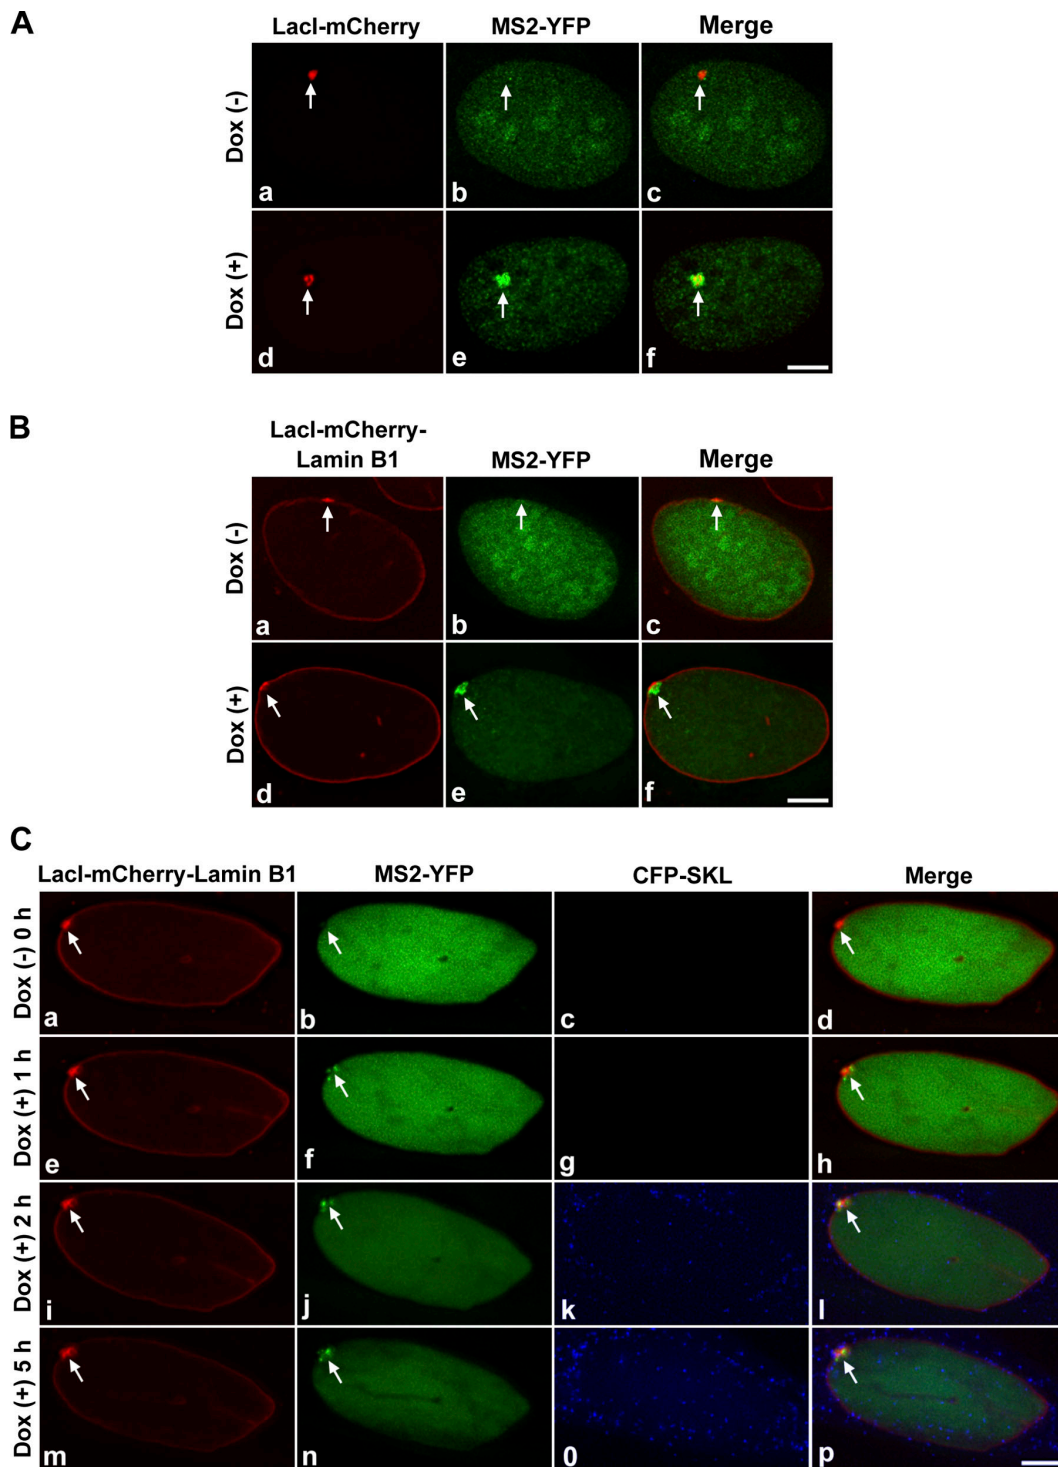 A
LacI-mCherry MS2-YFP Merge
Dox (-)
a b c
Dox (+)
d e f
B
LacI-mCherry-
Lamin B1 MS2-YFP Merge
Dox (-)
a b c
Dox (+)
d e f
C
LacI-mCherry-Lamin B1 MS2-YFP CFP-SKL Merge
Dox (-) 0 h
a b c d
Dox (+) 1 h
e f g h
Dox (+) 2 h
i j k l
Dox (+) 5 h
m n 0 p